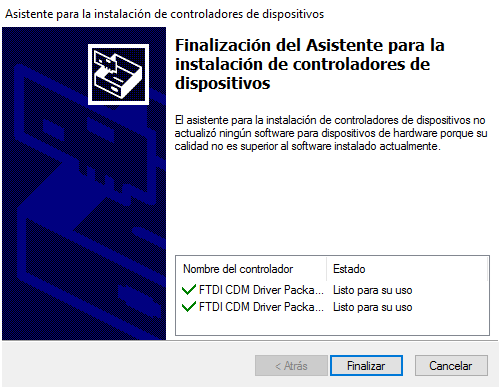 Asistente para la instalación de controladores de dispositivos
Finalización del Asistente para la
instalación de controladores de
dispositivos
El asistente para la instalación de controladores de dispositivos no
actualizó ningún software para dispositivos de hardware porque su
calidad no es superior al software instalado actualmente.
Nombre del controlador Estado
FTDI CDM Driver Packa... Listo para su uso
FTDI CDM Driver Packa... Listo para su uso
< Atrás Finalizar Cancelar